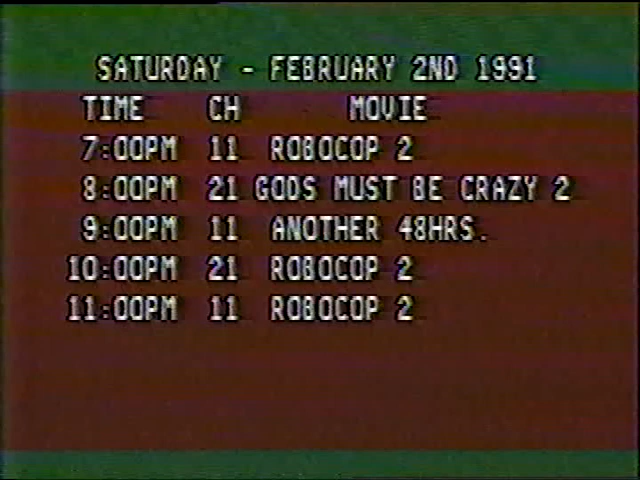 SATURDAY - FEBRUARY 2ND 1991
TIME CH MOVIE
7:00PM 11 ROBOCOP 2
8:00PM 21 GODS MUST BE CRAZY 2
9:00PM 11 ANOTHER 48HRS.
10:00PM 21 ROBOCOP 2
11:00PM 11 ROBOCOP 2